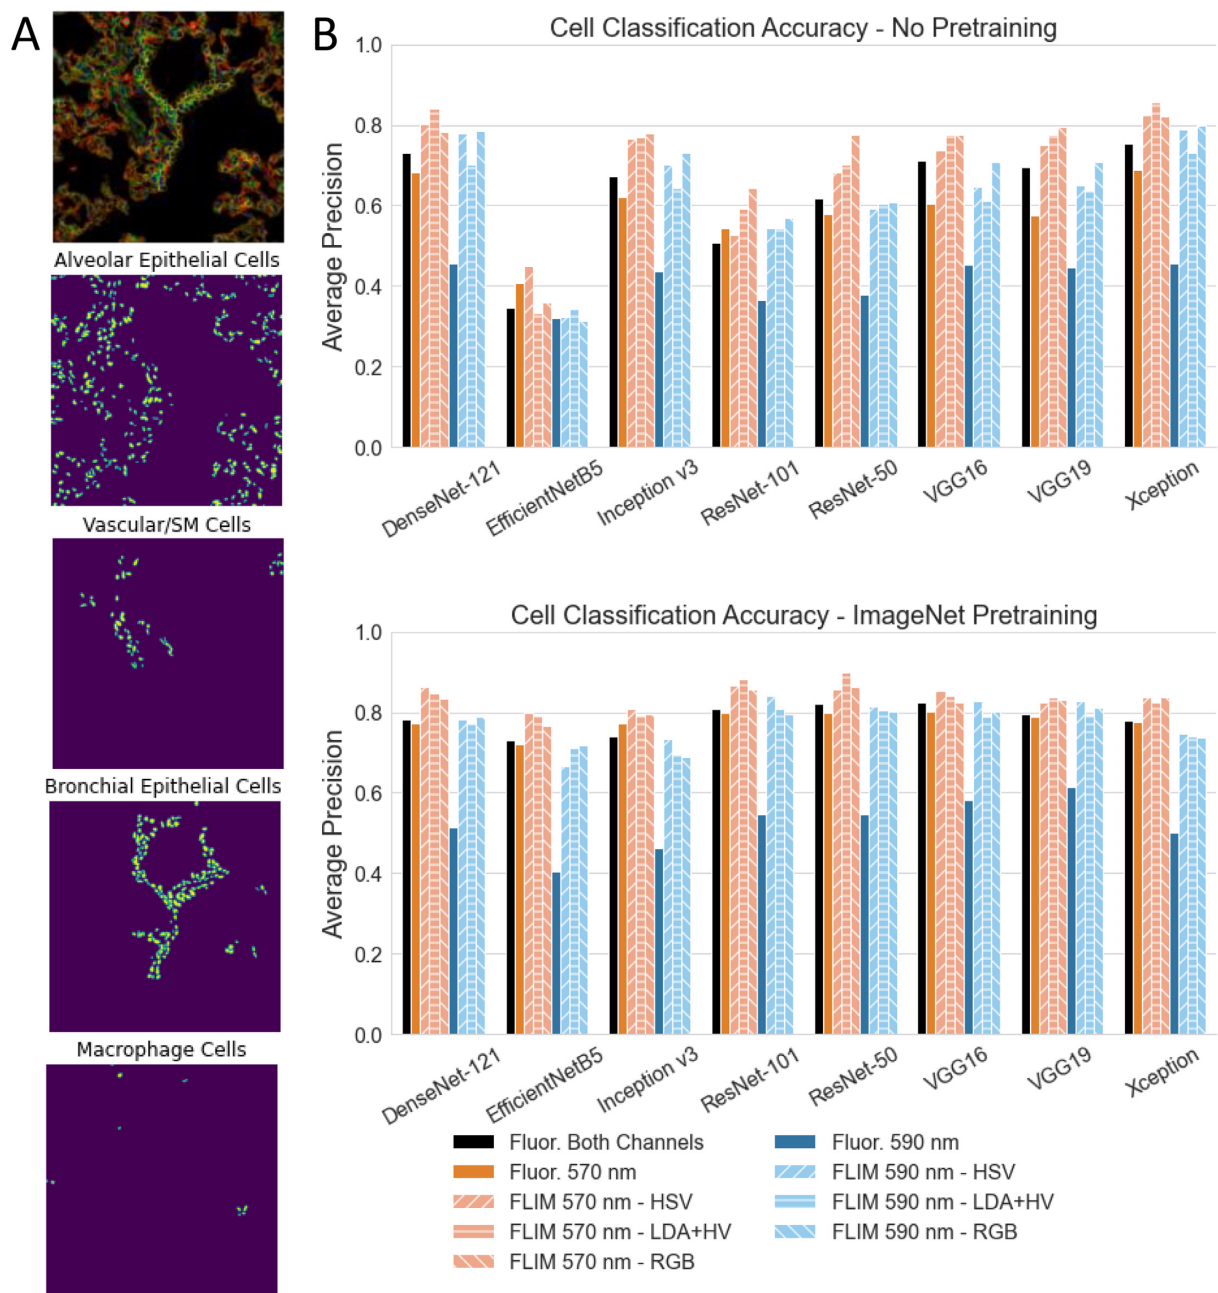 A
Alveolar Epithelial Cells
Vascular/SM Cells
Bronchial Epithelial Cells
Macrophage Cells
B
Cell Classification Accuracy - No Pretraining
Average Precision
1.0
0.8
0.6
0.4
0.2
0.0
DenseNet-121
EfficientNetB5
Inception v3
ResNet-101
ResNet-50
VGG16
VGG19
Xception
Cell Classification Accuracy - ImageNet Pretraining
Average Precision
1.0
0.8
0.6
0.4
0.2
0.0
DenseNet-121
EfficientNetB5
Inception v3
ResNet-101
ResNet-50
VGG16
VGG19
Xception
Fluor. Both Channels
Fluor. 570 nm
FLIM 570 nm - HSV
FLIM 570 nm - LDA+HV
FLIM 570 nm - RGB
Fluor. 590 nm
FLIM 590 nm - HSV
FLIM 590 nm - LDA+HV
FLIM 590 nm - RGB